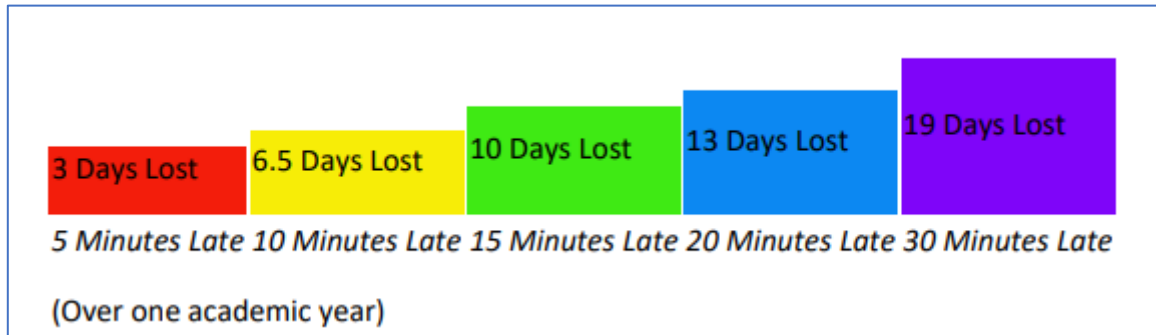 3 Days Lost
6.5 Days Lost
10 Days Lost
13 Days Lost
19 Days Lost
5 Minutes Late 10 Minutes Late 15 Minutes Late 20 Minutes Late 30 Minutes Late
(Over one academic year)